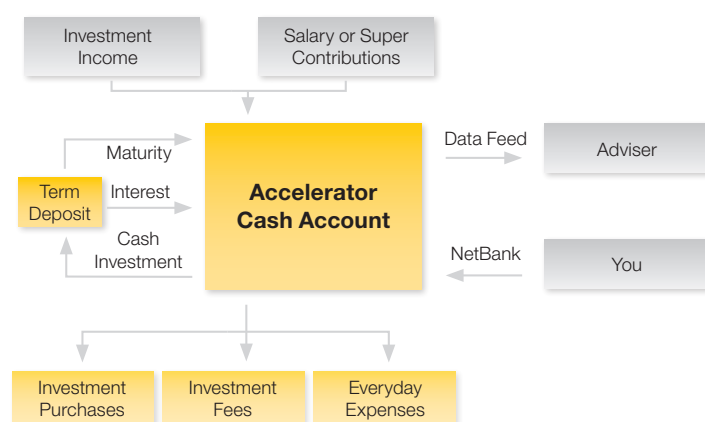 Investment
Income
Salary or Super
Contributions
Maturity
Data Feed
Adviser
Term
Deposit
Interest
Accelerator
Cash Account
Cash
Investment
NetBank
You
Investment
Purchases
Investment
Fees
Everyday
Expenses